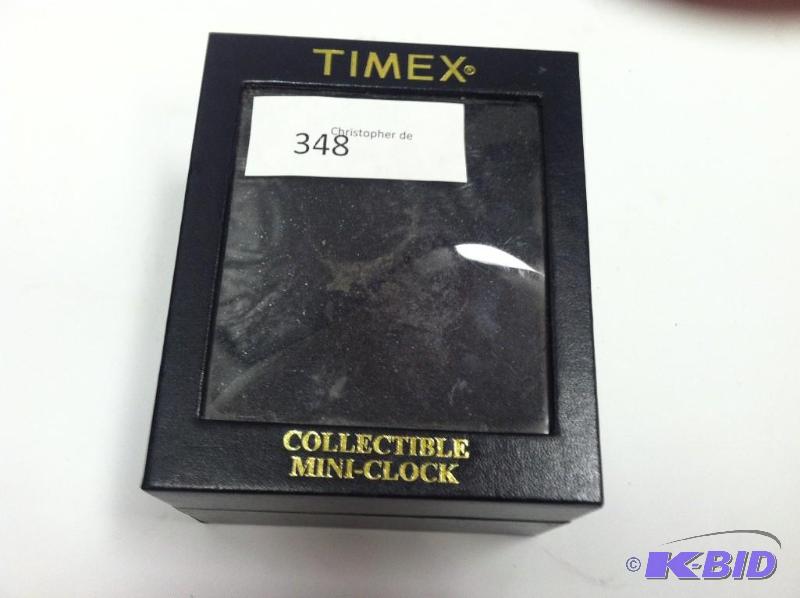 TIMEX®
Christopher de
348
COLLECTIBLE
MINI-CLOCK
© K-BID